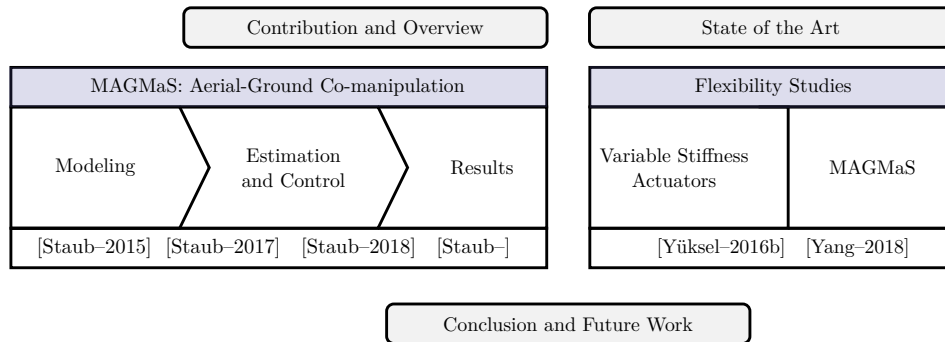 Contribution and Overview
State of the Art
MAGMaS: Aerial-Ground Co-manipulation
Modeling
Estimation
and Control
Results
[Staub–2015] [Staub–2017] [Staub–2018] [Staub–]
Flexibility Studies
Variable Stiffness
Actuators
MAGMaS
[Yüksel–2016b] [Yang–2018]
Conclusion and Future Work